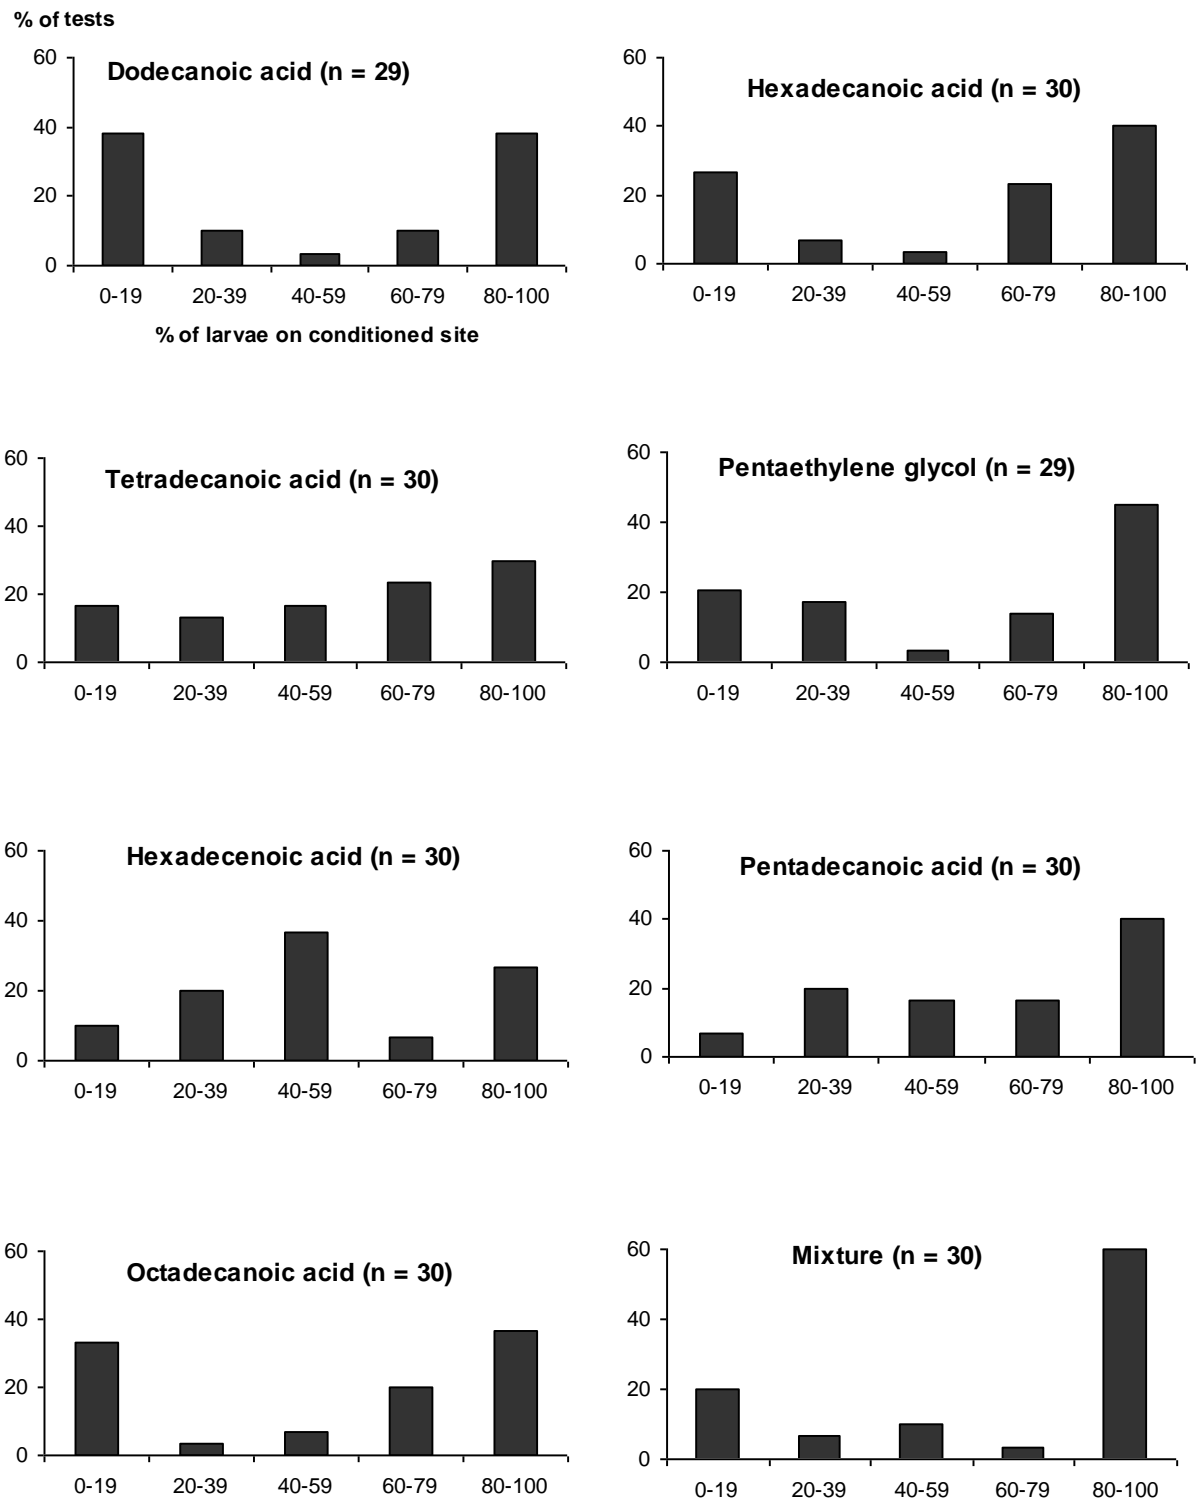 % of tests
Dodecanoic acid (n = 29)
60
40
20
0
0-19 20-39 40-59 60-79 80-100
% of larvae on conditioned site
Hexadecanoic acid (n = 30)
60
40
20
0
0-19 20-39 40-59 60-79 80-100
Tetradecanoic acid (n = 30)
60
40
20
0
0-19 20-39 40-59 60-79 80-100
Pentaethylene glycol (n = 29)
60
40
20
0
0-19 20-39 40-59 60-79 80-100
Hexadecenoic acid (n = 30)
60
40
20
0
0-19 20-39 40-59 60-79 80-100
Pentadecanoic acid (n = 30)
60
40
20
0
0-19 20-39 40-59 60-79 80-100
Octadecanoic acid (n = 30)
60
40
20
0
0-19 20-39 40-59 60-79 80-100
Mixture (n = 30)
60
40
20
0
0-19 20-39 40-59 60-79 80-100